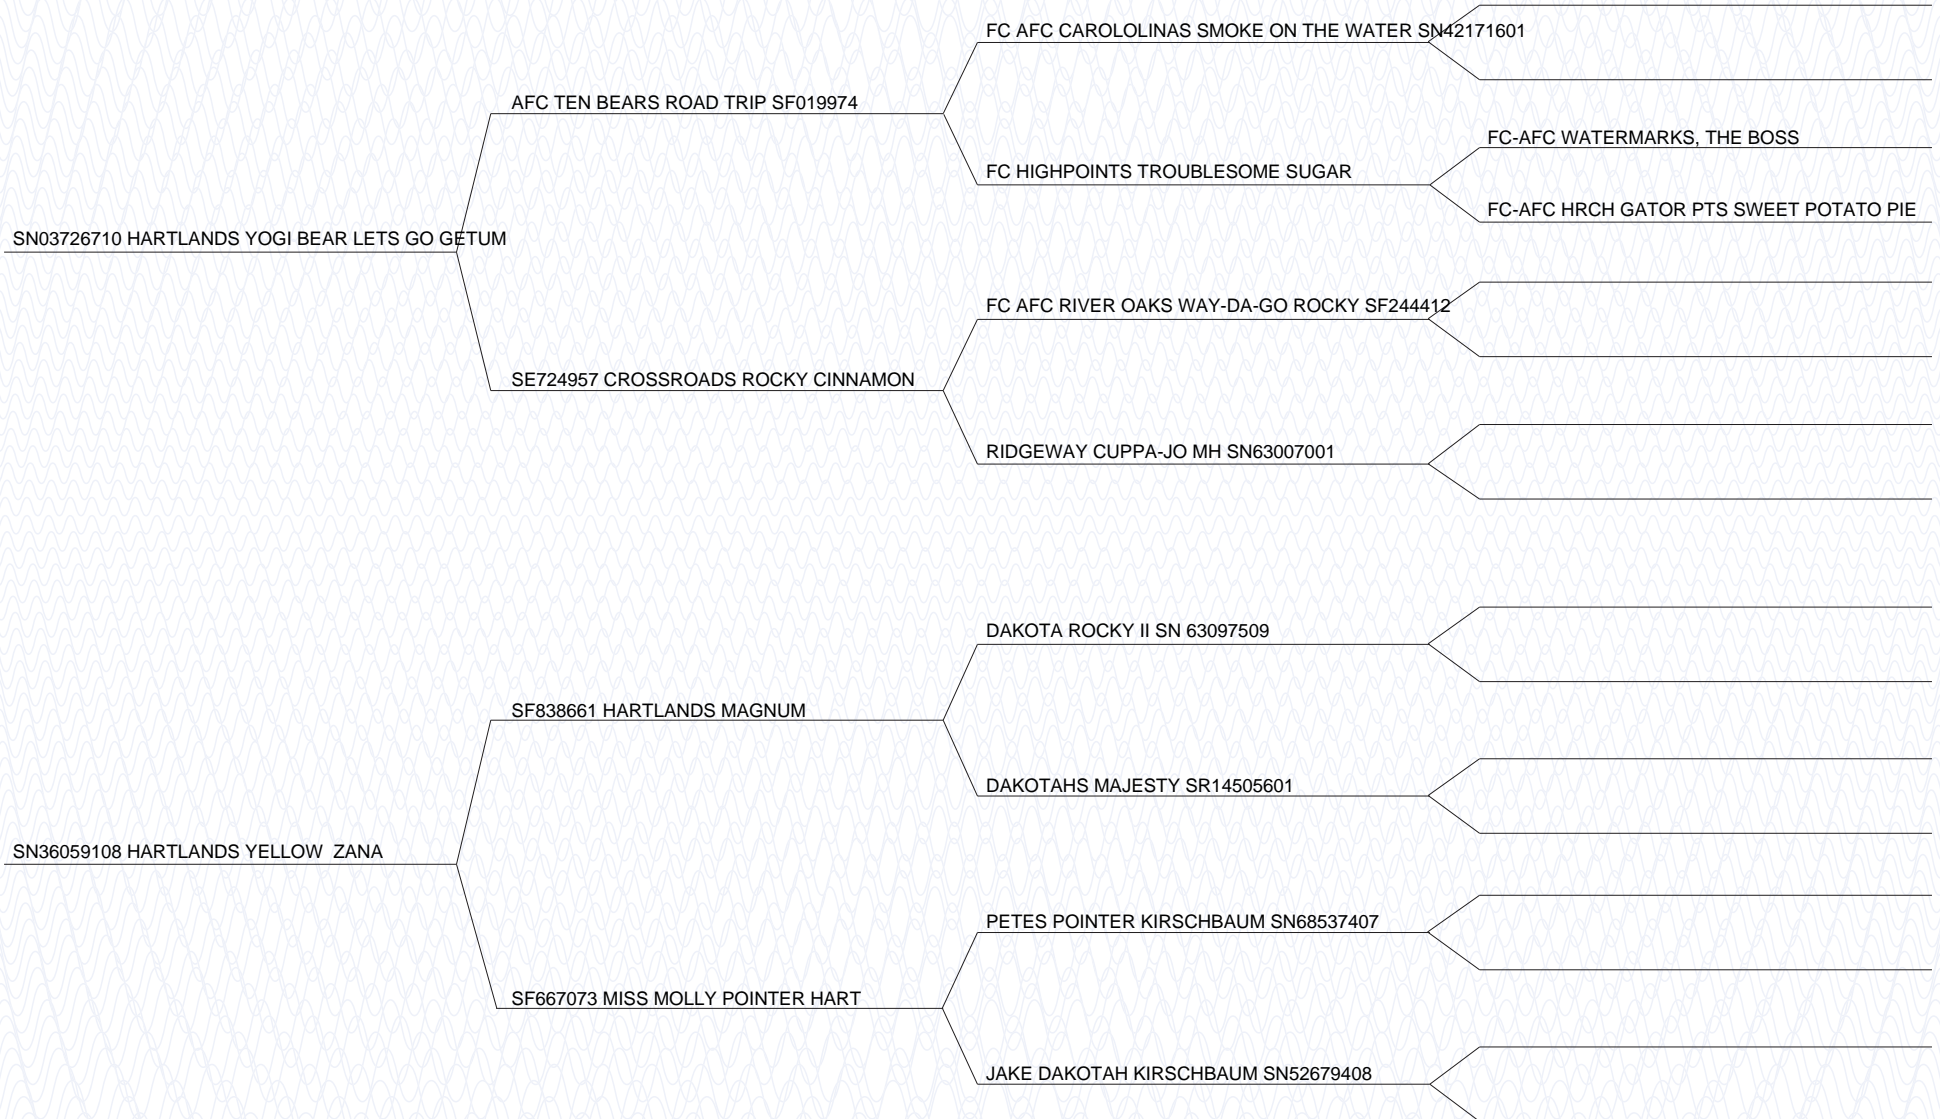 FC AFC CAROLOLINAS SMOKE ON THE WATER SN42171601
AFC TEN BEARS ROAD TRIP SF019974
FC-AFC WATERMARKS, THE BOSS
FC HIGHPOINTS TROUBLESOME SUGAR
FC-AFC HRCH GATOR PTS SWEET POTATO PIE
SN03726710 HARTLANDS YOGI BEAR LETS GO GETUM
FC AFC RIVER OAKS WAY-DA-GO ROCKY SF244412
SE724957 CROSSROADS ROCKY CINNAMON
RIDGEWAY CUPPA-JO MH SN63007001
DAKOTA ROCKY II SN 63097509
SF838661 HARTLANDS MAGNUM
DAKOTAHS MAJESTY SR14505601
SN36059108 HARTLANDS YELLOW  ZANA
PETES POINTER KIRSCHBAUM SN68537407
SF667073 MISS MOLLY POINTER HART
JAKE DAKOTAH KIRSCHBAUM SN52679408